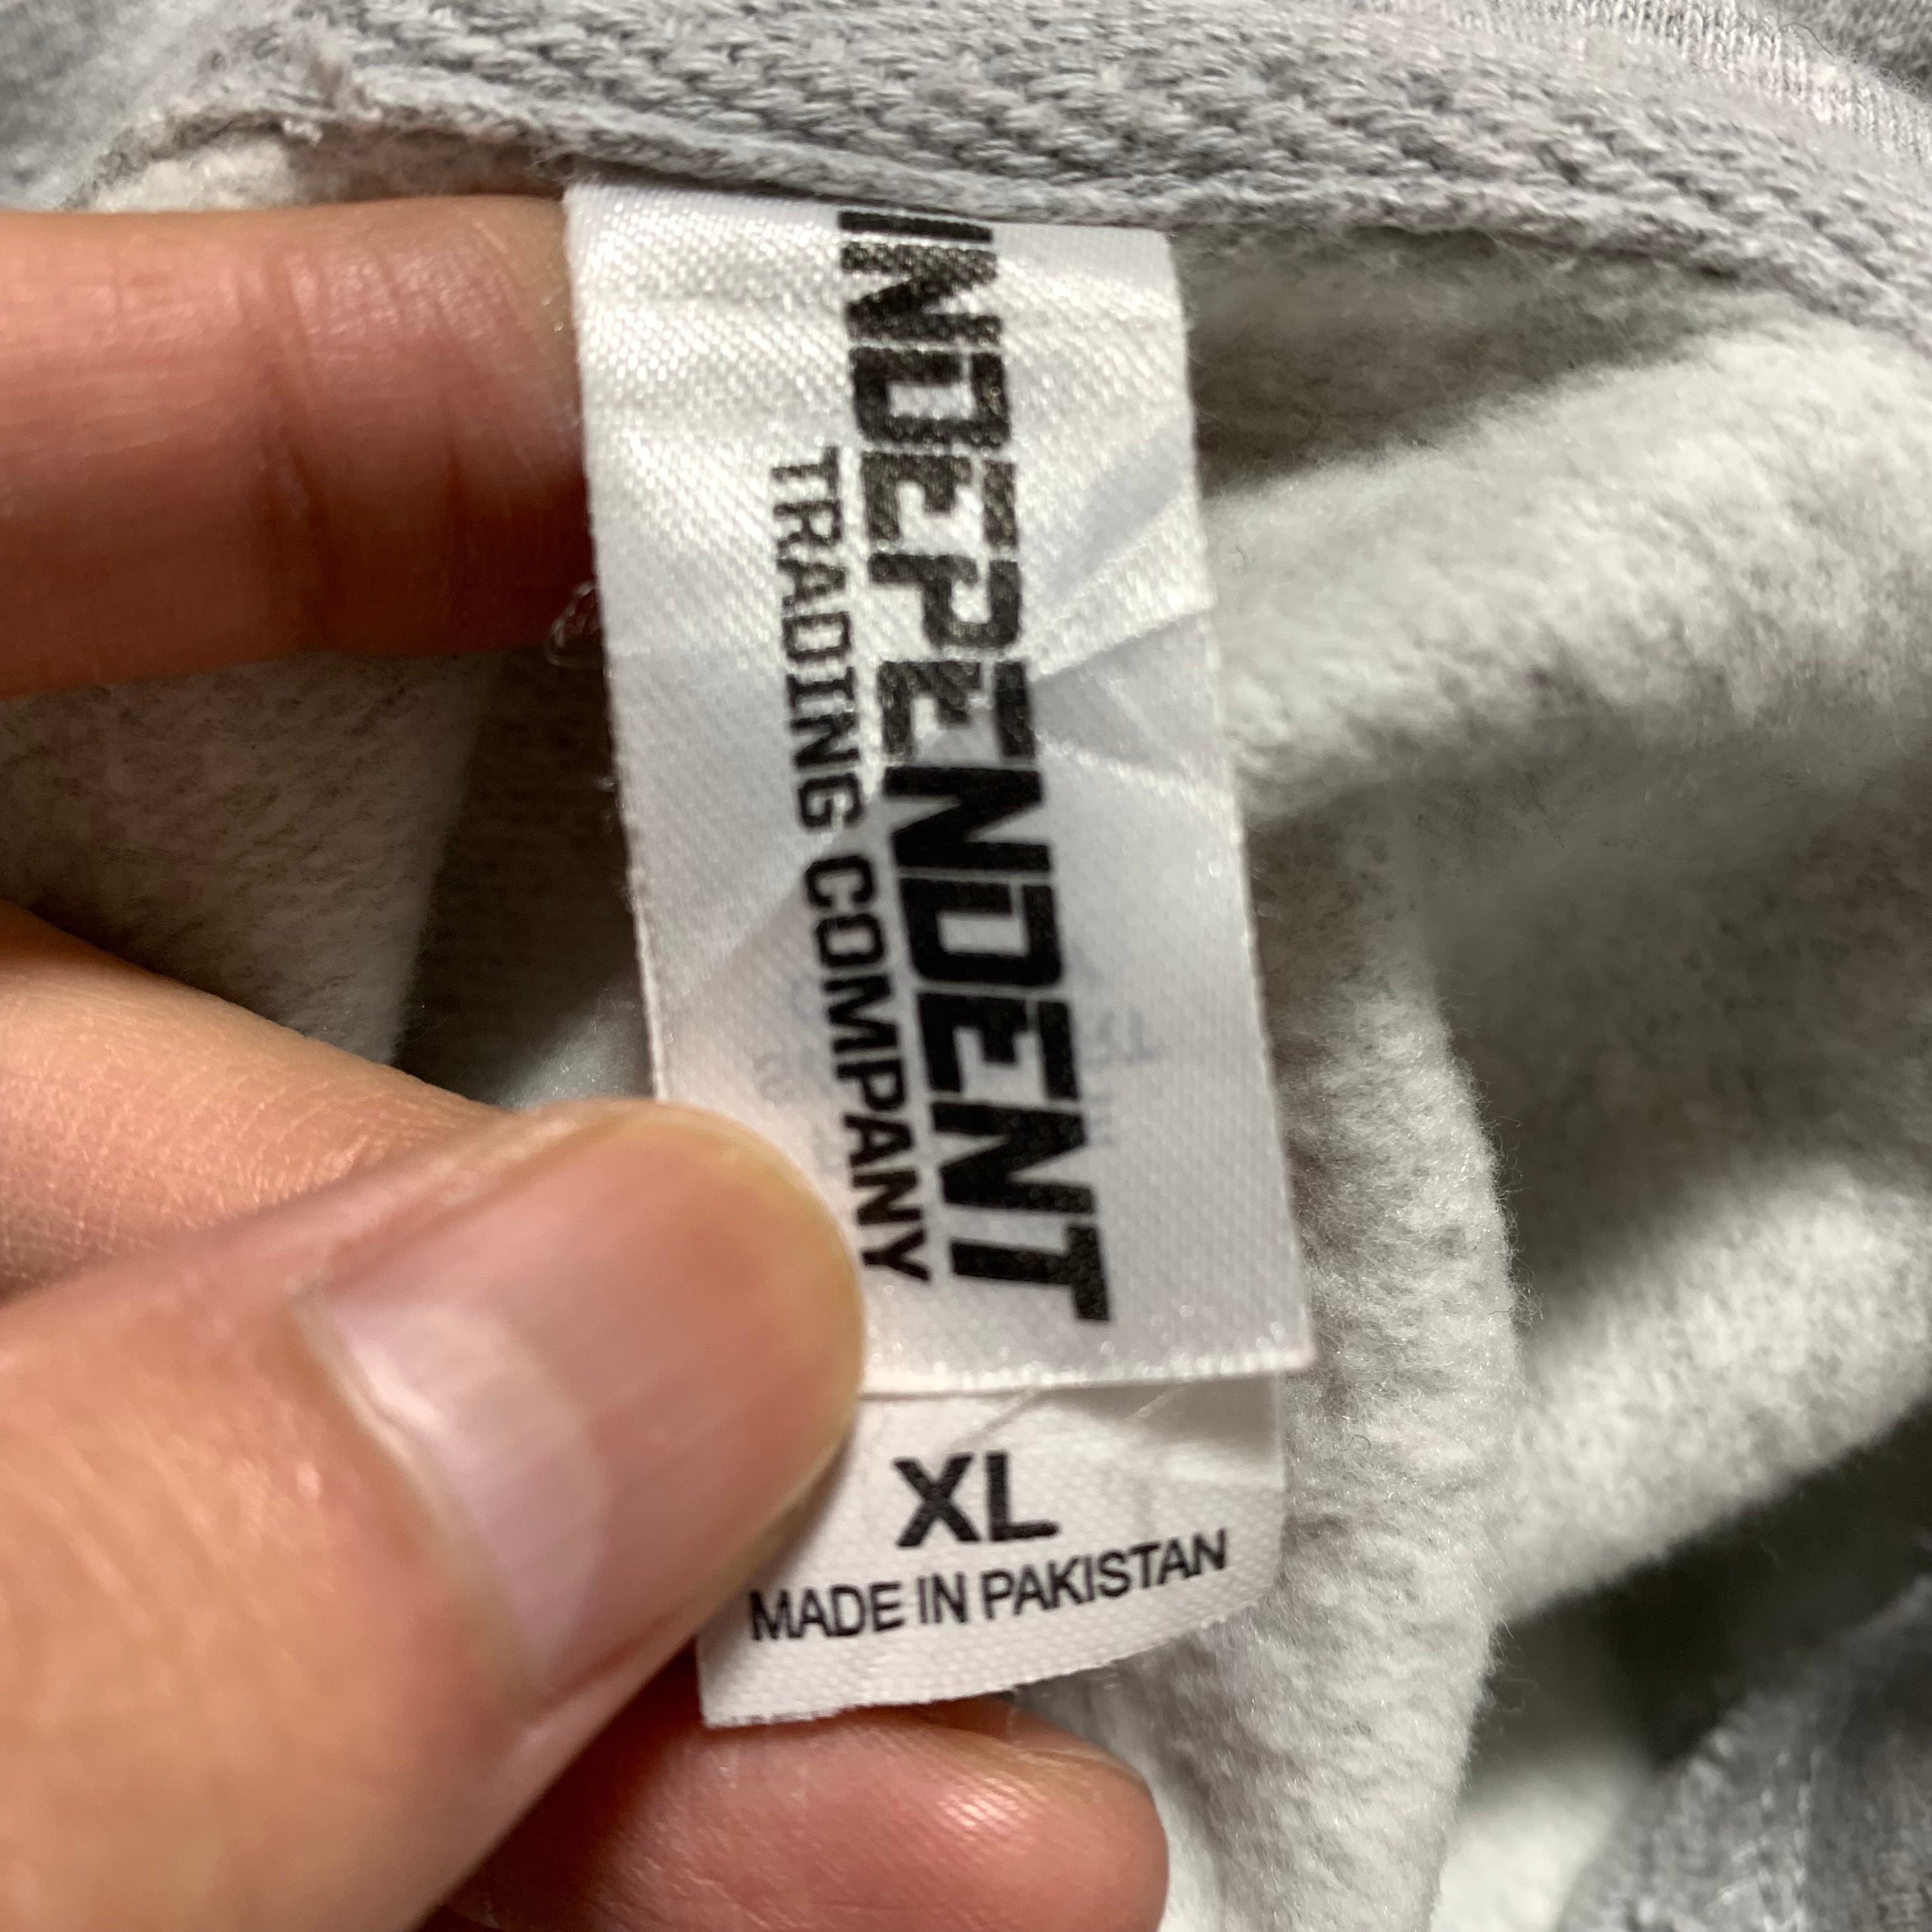 INDEPENDENT
TRADING COMPANY
XL
MADE IN PAKISTAN